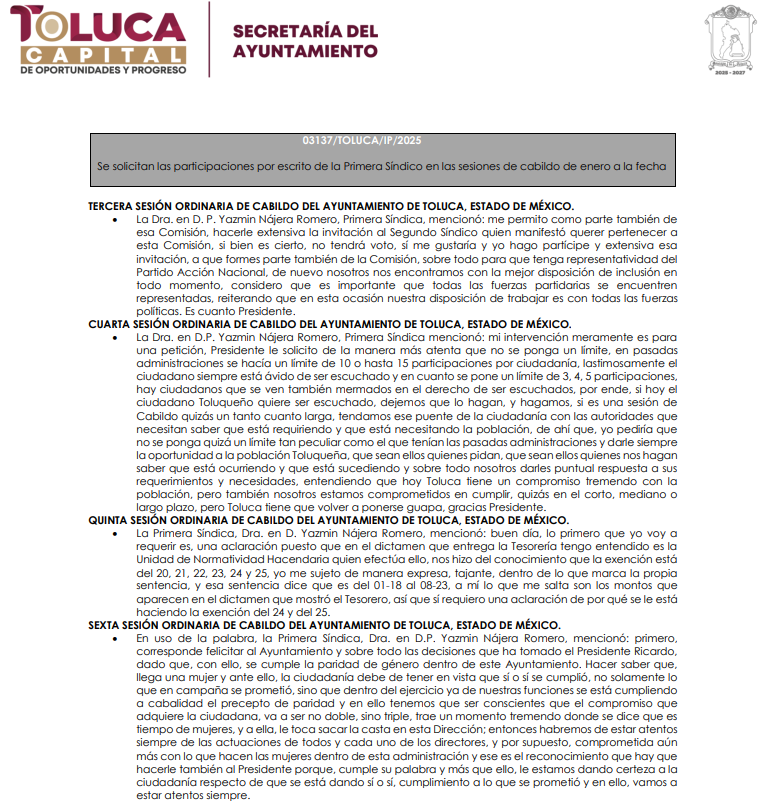 TOLUCA
CAPITAL
DE OPORTUNIDADES Y PROGRESO
SECRETARÍA DEL
AYUNTAMIENTO
2025 - 2027
03137/TOLUCA/IP/2025
Se solicitan las participaciones por escrito de la Primera Síndico en las sesiones de cabildo de enero a la fecha
TERCERA SESIÓN ORDINARIA DE CABILDO DEL AYUNTAMIENTO DE TOLUCA, ESTADO DE MÉXICO.
• La Dra. en D. P. Yazmin Nájera Romero, Primera Síndica, mencionó: me permito como parte también de
esa Comisión, hacerle extensiva la invitación al Segundo Síndico quien manifestó querer pertenecer a
esta Comisión, si bien es cierto, no tendrá voto, sí me gustaría y yo hago partícipe y extensiva esa
invitación, a que formes parte también de la Comisión, sobre todo para que tenga representatividad del
Partido Acción Nacional, de nuevo nosotros nos encontramos con la mejor disposición de inclusión en
todo momento, considero que es importante que todas las fuerzas partidarias se encuentren
representadas, reiterando que en esta ocasión nuestra disposición de trabajar es con todas las fuerzas
políticas. Es cuanto Presidente.
CUARTA SESIÓN ORDINARIA DE CABILDO DEL AYUNTAMIENTO DE TOLUCA, ESTADO DE MÉXICO.
• La Dra. en D.P. Yazmin Nájera Romero, Primera Síndica mencionó: mi intervención meramente es para
una petición, Presidente le solicito de la manera más atenta que no se ponga un límite, en pasadas
administraciones se hacía un límite de 10 o hasta 15 participaciones por ciudadanía, lastimosamente el
ciudadano siempre está ávido de ser escuchado y en cuanto se pone un límite de 3, 4, 5 participaciones,
hay ciudadanos que se ven también mermados en el derecho de ser escuchados, por ende, si hoy el
ciudadano Toluqueño quiere ser escuchado, dejemos que lo hagan, y hagamos, si es una sesión de
Cabildo quizás un tanto cuanto larga, tendamos ese puente de la ciudadanía con las autoridades que
necesitan saber que está requiriendo y que está necesitando la población, de ahí que, yo pediría que
no se ponga quizá un límite tan peculiar como el que tenían las pasadas administraciones y darle siempre
la oportunidad a la población Toluqueña, que sean ellos quienes pidan, que sean ellos quienes nos hagan
saber que está ocurriendo y que está sucediendo y sobre todo nosotros darles puntual respuesta a sus
requerimientos y necesidades, entendiendo que hoy Toluca tiene un compromiso tremendo con la
población, pero también nosotros estamos comprometidos en cumplir, quizás en el corto, mediano o
largo plazo, pero Toluca tiene que volver a ponerse guapa, gracias Presidente.
QUINTA SESIÓN ORDINARIA DE CABILDO DEL AYUNTAMIENTO DE TOLUCA, ESTADO DE MÉXICO.
• La Primera Síndica, Dra. en D. Yazmin Nájera Romero, mencionó: buen día, lo primero que yo voy a
requerir es, una aclaración puesto que en el dictamen que entrega la Tesorería tengo entendido es la
Unidad de Normatividad Hacendaria quien efectúa ello, nos hizo del conocimiento que la exención está
del 20, 21, 22, 23, 24 y 25, yo me sujeto de manera expresa, tajante, dentro de lo que marca la propia
sentencia, y esa sentencia dice que es del 01-18 al 08-23, a mí lo que me salta son los montos que
aparecen en el dictamen que mostró el Tesorero, así que sí requiero una aclaración de por qué se le está
haciendo la exención del 24 y del 25.
SEXTA SESIÓN ORDINARIA DE CABILDO DEL AYUNTAMIENTO DE TOLUCA, ESTADO DE MÉXICO.
• En uso de la palabra, la Primera Síndica, Dra. en D.P. Yazmin Nájera Romero, mencionó: primero,
corresponde felicitar al Ayuntamiento y sobre todo las decisiones que ha tomado el Presidente Ricardo,
dado que, con ello, se cumple la paridad de género dentro de este Ayuntamiento. Hacer saber que,
llega una mujer y ante ello, la ciudadanía debe de tener en vista que sí o sí se cumplió, no solamente lo
que en campaña se prometió, sino que dentro del ejercicio ya de nuestras funciones se está cumpliendo
a cabalidad el precepto de paridad y en ello tenemos que ser conscientes que el compromiso que
adquiere la ciudadana, va a ser no doble, sino triple, trae un momento tremendo donde se dice que es
tiempo de mujeres, y a ella, le toca sacar la casta en esta Dirección; entonces habremos de estar atentos
siempre de las actuaciones de todos y cada uno de los directores, y por supuesto, comprometida aún
más con lo que hacen las mujeres dentro de esta administración y ese es el reconocimiento que hay que
hacerle también al Presidente porque, cumple su palabra y más que ello, le estamos dando certeza a la
ciudadanía respecto de que se está dando sí o sí, cumplimiento a lo que se prometió y en ello, vamos a
estar atentos siempre.